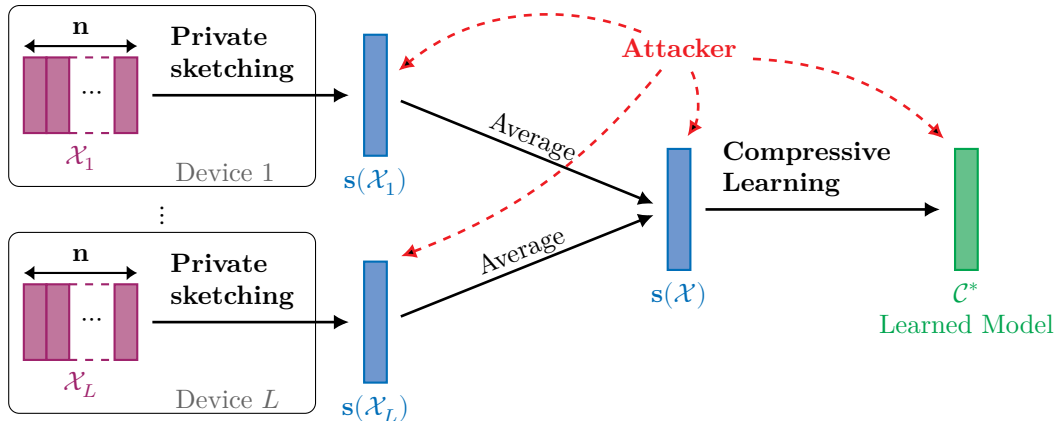 n
Private
sketching
...
𝒳₁
Device 1
s(𝒳₁)
Attacker
Average
⋮
n
Private
sketching
...
𝒳_L
Device L
s(𝒳_L)
Average
s(𝒳)
Compressive
Learning
𝒞*
Learned Model